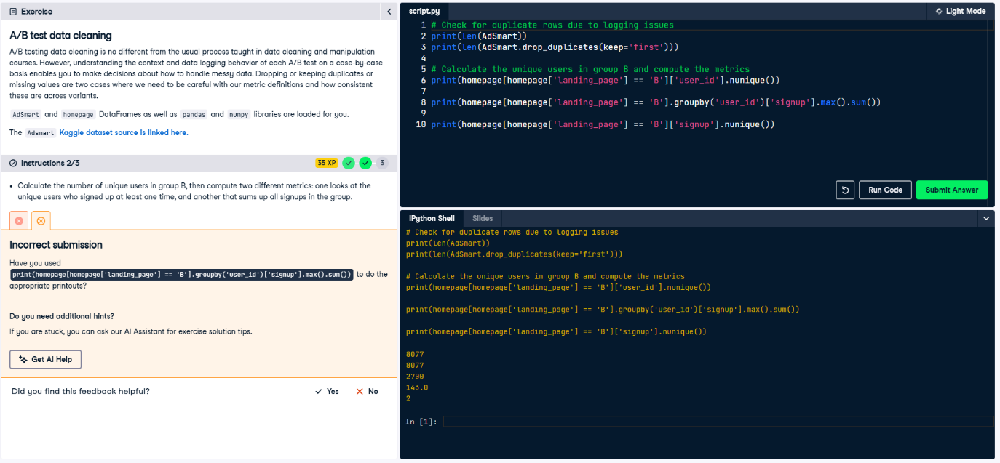 Exercise
A/B test data cleaning
A/B testing data cleaning is no different from the usual process taught in data cleaning and manipulation
courses. However, understanding the context and data logging behavior of each A/B test on a case-by-case
basis enables you to make decisions about how to handle messy data. Dropping or keeping duplicates or
missing values are two cases where we need to be careful with our metric definitions and how consistent
these are across variants.
AdSmart and homepage DataFrames as well as pandas and numpy libraries are loaded for you.
The Adsmart Kaggle dataset source is linked here.
Instructions 2/3
35 XP
3
• Calculate the number of unique users in group B, then compute two different metrics: one looks at the
unique users who signed up at least one time, and another that sums up all signups in the group.
Incorrect submission
Have you used
print(homepage[homepage['landing_page'] == 'B'].groupby('user_id')['signup'].max().sum()) to do the
appropriate printouts?
Do you need additional hints?
If you are stuck, you can ask our AI Assistant for exercise solution tips.
Get AI Help
Did you find this feedback helpful?
Yes
No
script.py
Light Mode
1 # Check for duplicate rows due to logging issues
2 print(len(AdSmart))
3 print(len(AdSmart.drop_duplicates(keep='first')))
4
5 # Calculate the unique users in group B and compute the metrics
6 print(homepage[homepage['landing_page'] == 'B']['user_id'].nunique())
7
8 print(homepage[homepage['landing_page'] == 'B'].groupby('user_id')['signup'].max().sum())
9
10 print(homepage[homepage['landing_page'] == 'B']['signup'].nunique())
Run Code
Submit Answer
IPython Shell
Slides
# Check for duplicate rows due to logging issues
print(len(AdSmart))
print(len(AdSmart.drop_duplicates(keep='first')))
# Calculate the unique users in group B and compute the metrics
print(homepage[homepage['landing_page'] == 'B']['user_id'].nunique())
print(homepage[homepage['landing_page'] == 'B'].groupby('user_id')['signup'].max().sum())
print(homepage[homepage['landing_page'] == 'B']['signup'].nunique())
8077
8077
2700
143.0
2
In [1]: